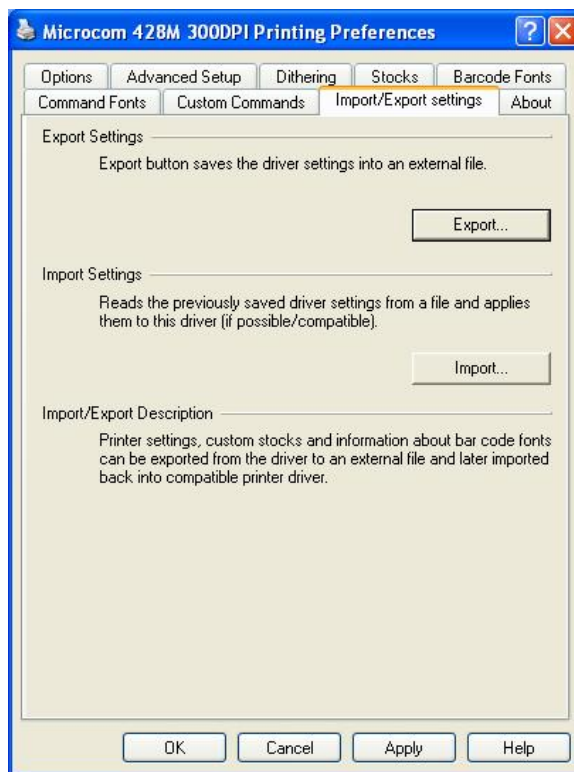 Microcom 428M 300DPI Printing Preferences
Options Advanced Setup Dithering Stocks Barcode Fonts
Command Fonts Custom Commands Import/Export settings About
Export Settings
Export button saves the driver settings into an external file.
Export...
Import Settings
Reads the previously saved driver settings from a file and applies
them to this driver (if possible/compatible).
Import...
Import/Export Description
Printer settings, custom stocks and information about bar code fonts
can be exported from the driver to an external file and later imported
back into compatible printer driver.
OK Cancel Apply Help